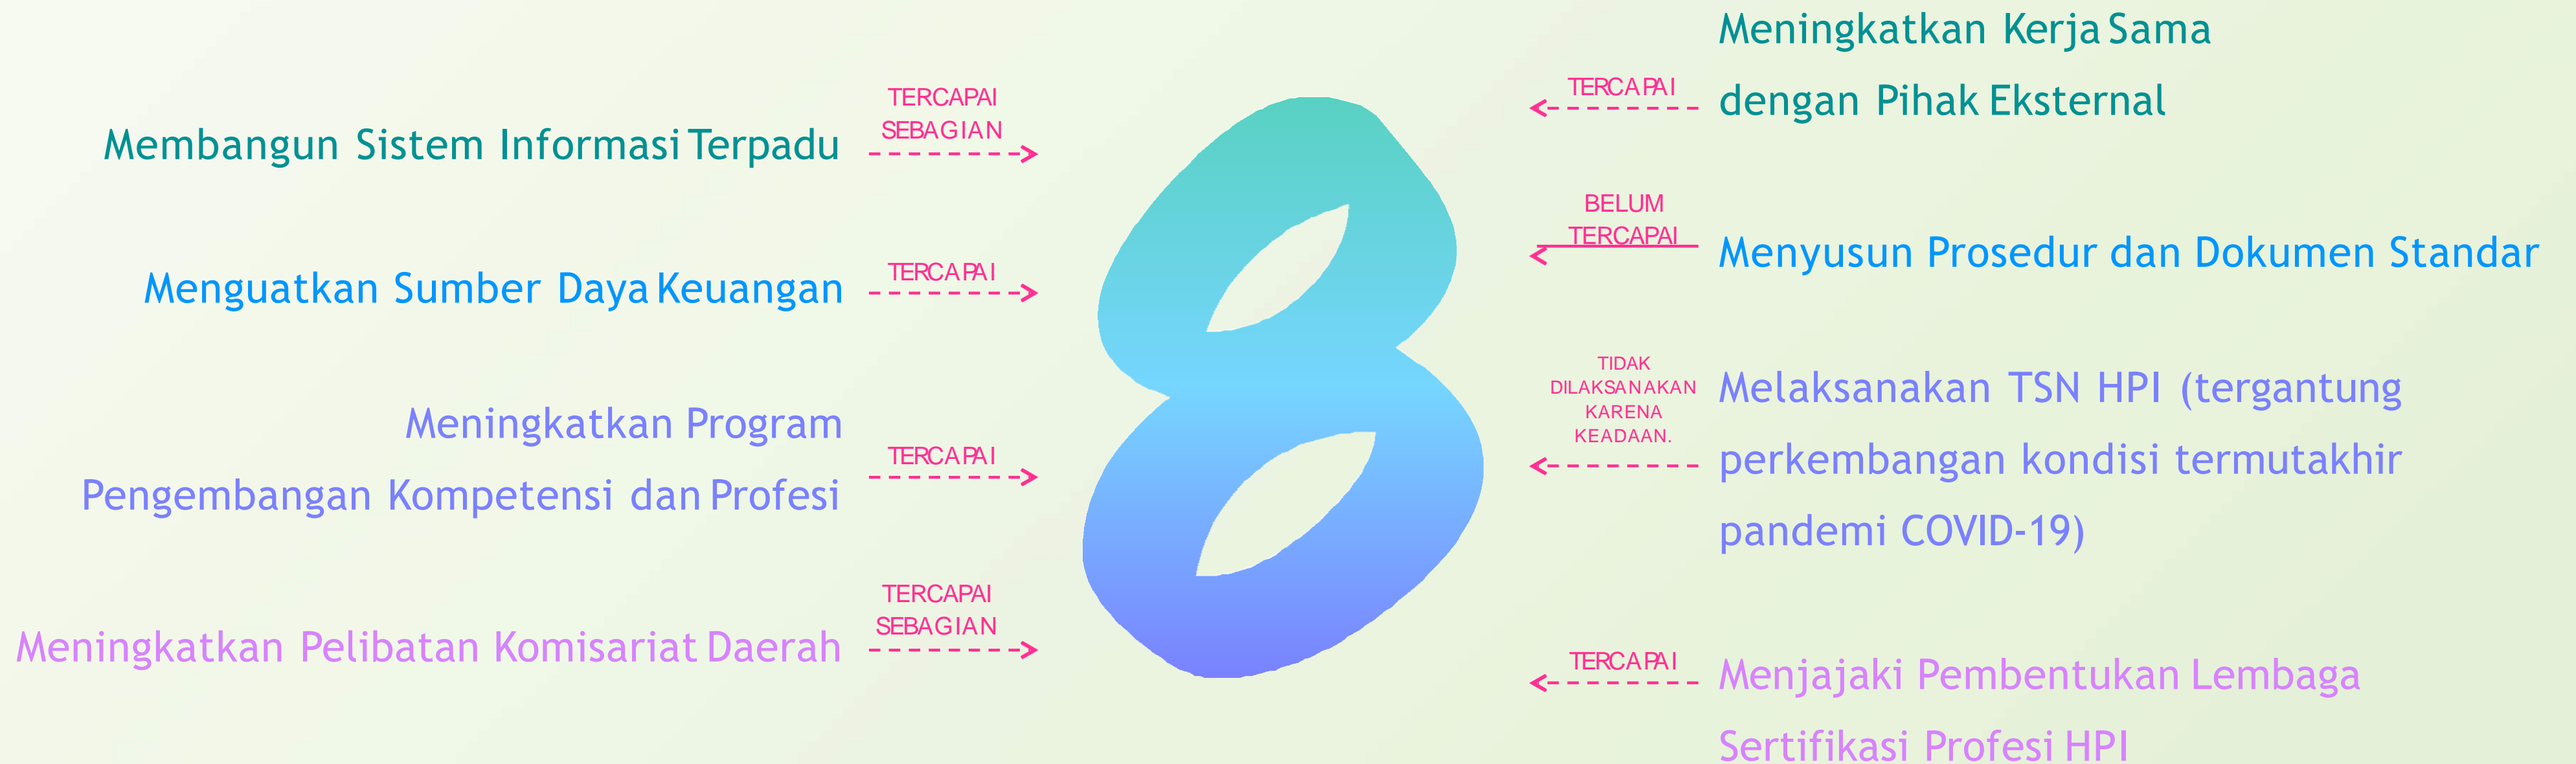 Membangun Sistem Informasi Terpadu
TERCAPAI
SEBAGIAN
Menguatkan Sumber Daya Keuangan
TERCAPAI
Meningkatkan Program
Pengembangan Kompetensi dan Profesi
TERCAPAI
Meningkatkan Pelibatan Komisariat Daerah
TERCAPAI
SEBAGIAN
8
TERCAPAI
Meningkatkan Kerja Sama
dengan Pihak Eksternal
BELUM
TERCAPAI
Menyusun Prosedur dan Dokumen Standar
TIDAK
DILAKSANAKAN
KARENA
KEADAAN.
Melaksanakan TSN HPI (tergantung
perkembangan kondisi termutakhir
pandemi COVID-19)
TERCAPAI
Menjajaki Pembentukan Lembaga
Sertifikasi Profesi HPI